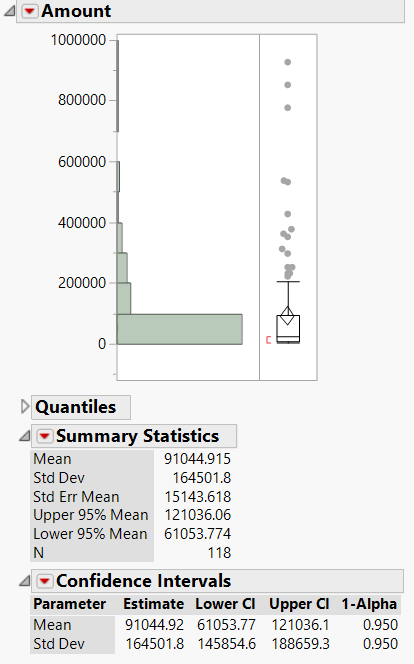 Amount
1000000
800000
600000
400000
200000
0
Quantiles
Summary Statistics
Mean 91044.915
Std Dev 164501.8
Std Err Mean 15143.618
Upper 95% Mean 121036.06
Lower 95% Mean 61053.774
N 118
Confidence Intervals
Parameter Estimate Lower CI Upper CI 1-Alpha
Mean 91044.92 61053.77 121036.1 0.950
Std Dev 164501.8 145854.6 188659.3 0.950